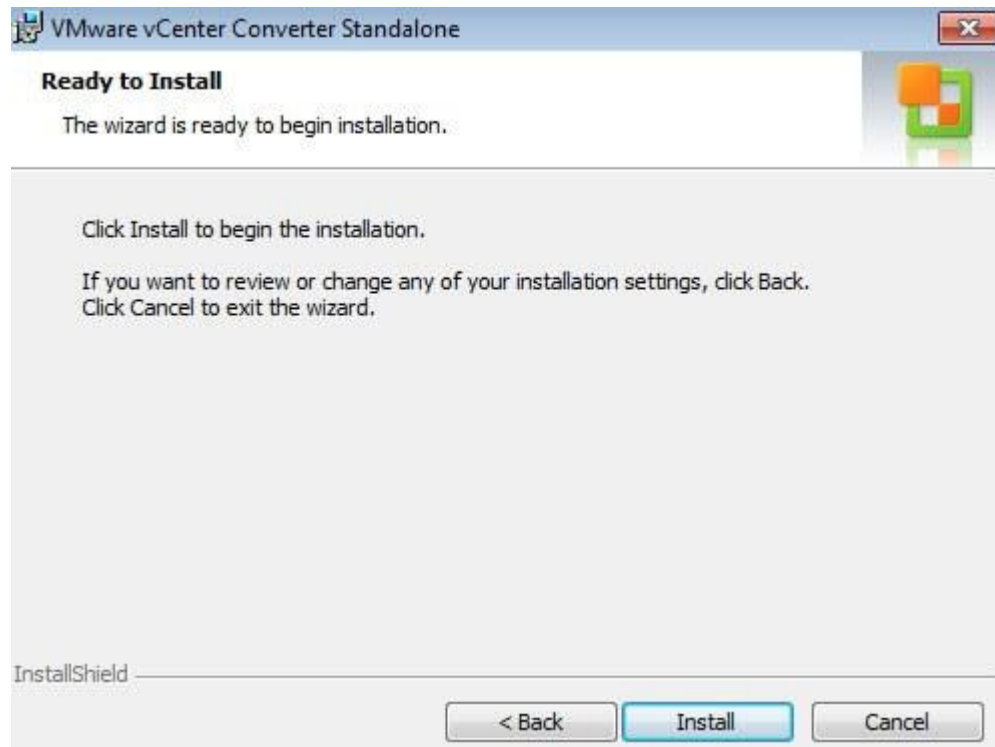 VMware vCenter Converter Standalone
Ready to Install
The wizard is ready to begin installation.
Click Install to begin the installation.
If you want to review or change any of your installation settings, click Back.
Click Cancel to exit the wizard.
InstallShield
< Back
Install
Cancel